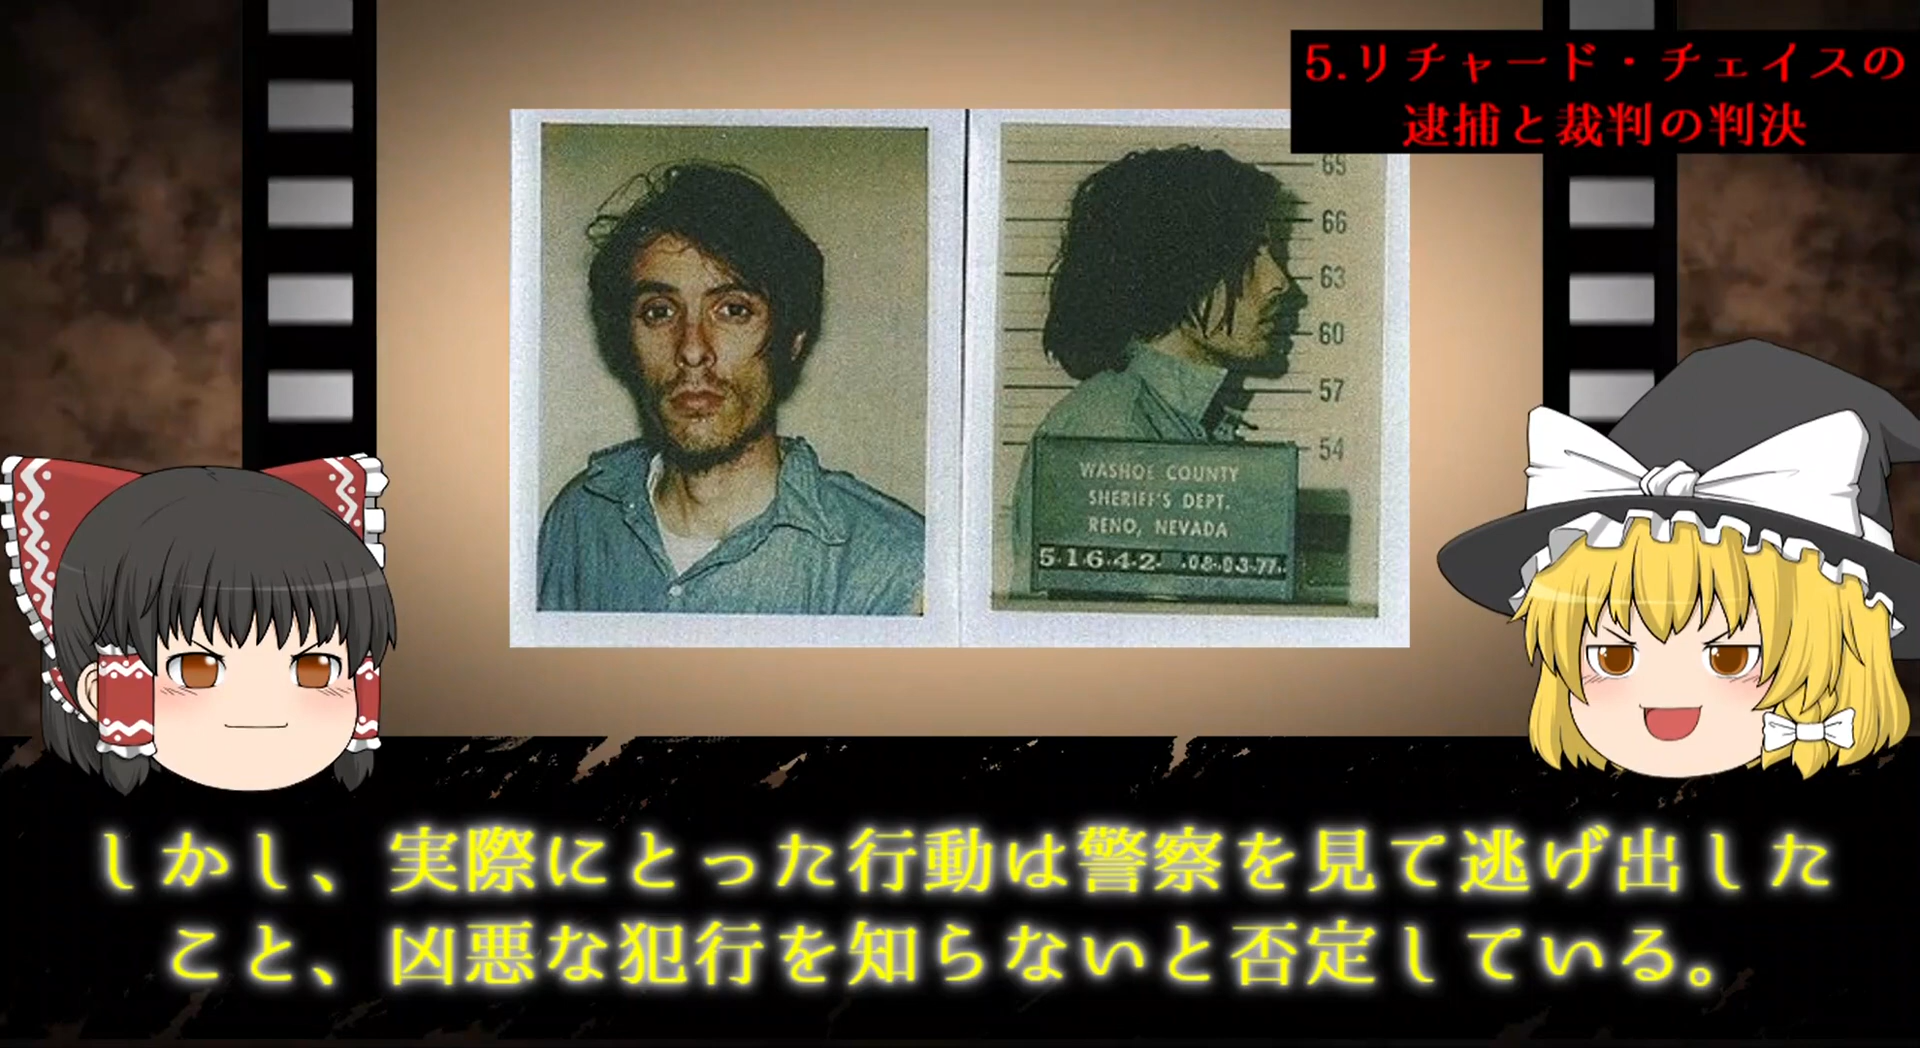 5.リチャード・チェイスの
逮捕と裁判の判決
69
66
63
60
57
54
WASHOE COUNTY
SHERIFF'S DEPT.
RENO, NEVADA
51642 08-03-77
しかし、実際にとった行動は警察を見て逃げ出した
こと、凶悪な犯行を知らないと否定している。